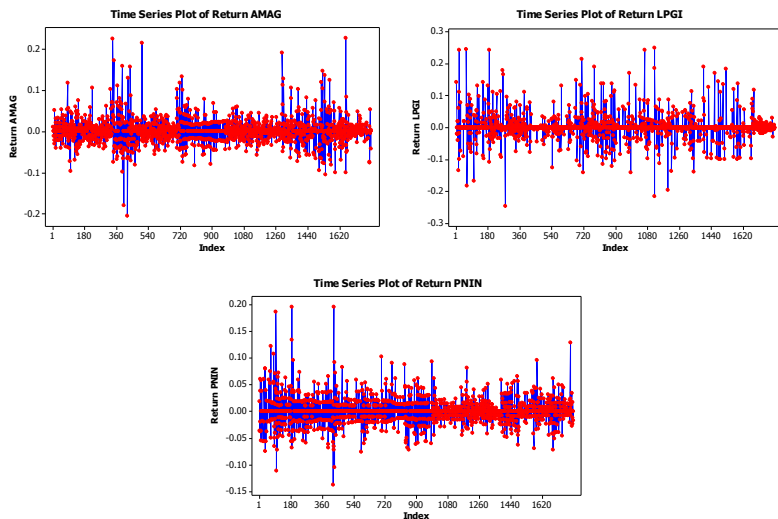 Time Series Plot of Return AMAG
Return AMAG
0.2
0.1
0.0
-0.1
-0.2
1 180 360 540 720 900 1080 1260 1440 1620
Index
Time Series Plot of Return LPGI
Return LPGI
0.3
0.2
0.1
0.0
-0.1
-0.2
-0.3
1 180 360 540 720 900 1080 1260 1440 1620
Index
Time Series Plot of Return PNIN
Return PNIN
0.20
0.15
0.10
0.05
0.00
-0.05
-0.10
-0.15
1 180 360 540 720 900 1080 1260 1440 1620
Index